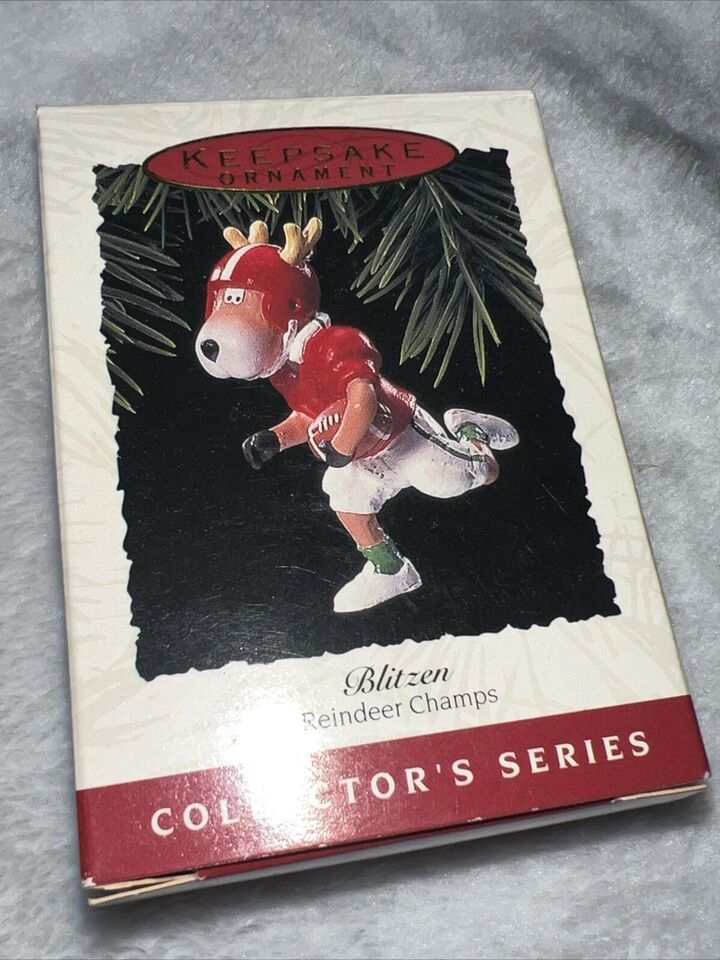 KEEPSAKE
ORNAMENT
Blitzen
Reindeer Champs
COLLECTOR'S SERIES